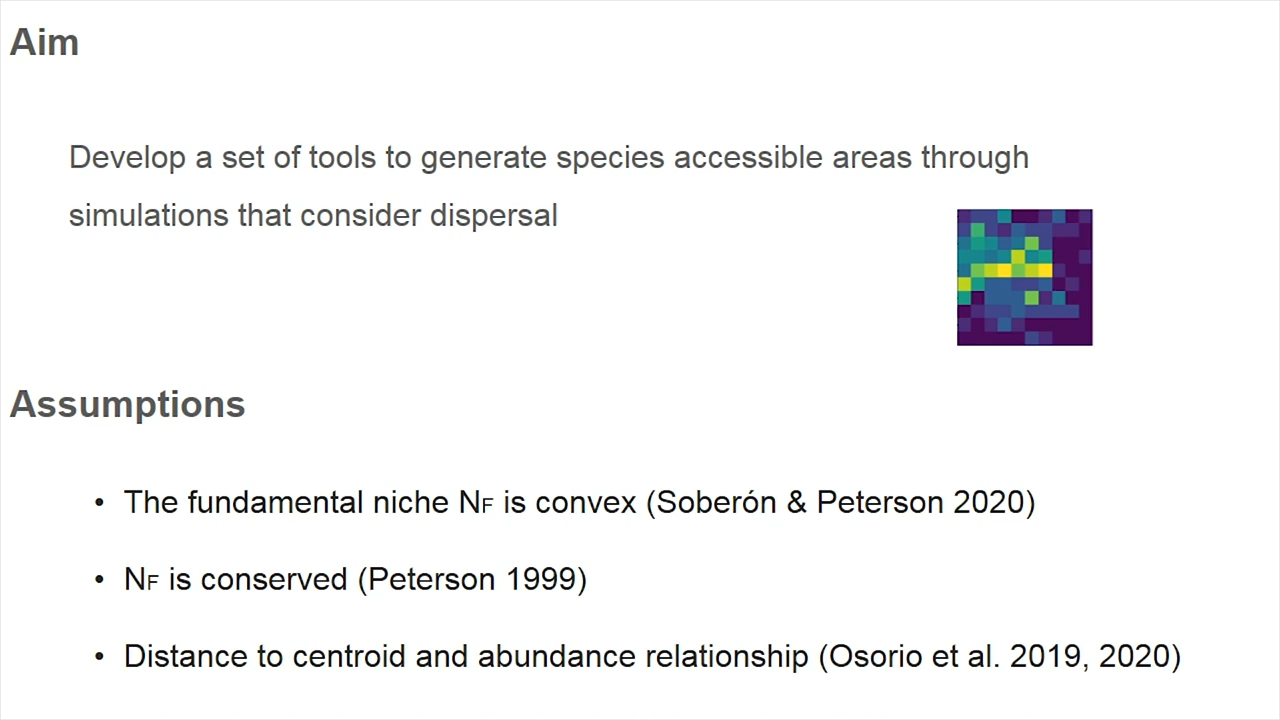 Aim
Develop a set of tools to generate species accessible areas through
simulations that consider dispersal
Assumptions
• The fundamental niche NF is convex (Soberón & Peterson 2020)
• NF is conserved (Peterson 1999)
• Distance to centroid and abundance relationship (Osorio et al. 2019, 2020)